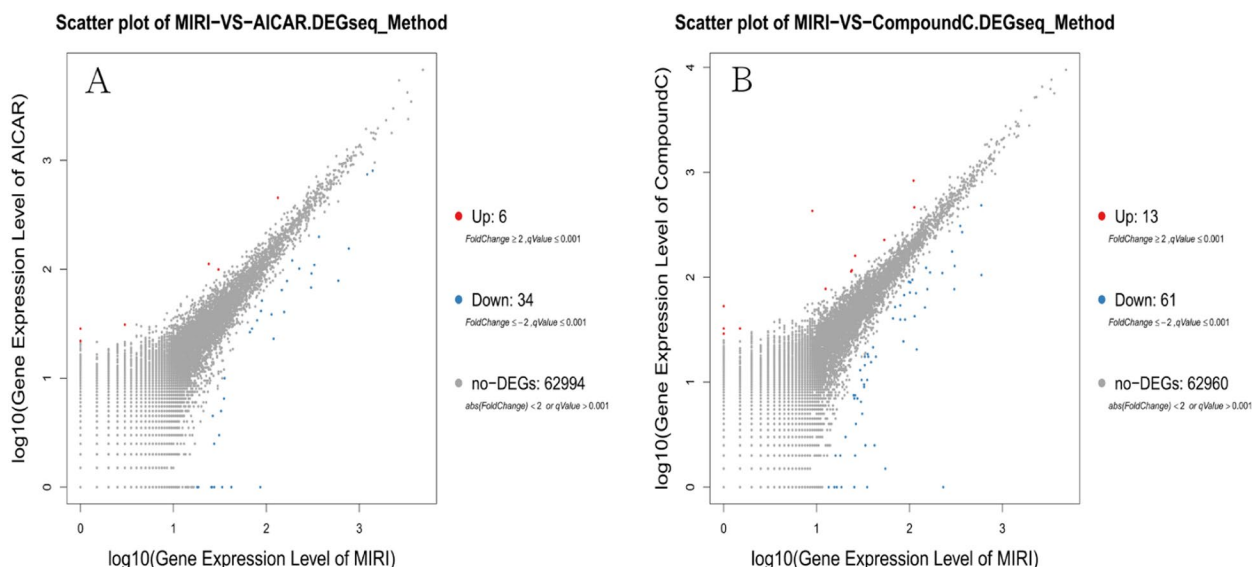 Scatter plot of MIRI−VS−AICAR.DEGseq_Method
A
log10(Gene Expression Level of AICAR)
3
2
1
0
0 1 2 3
log10(Gene Expression Level of MIRI)
Up: 6
FoldChange ≥ 2 ,qValue ≤ 0.001
Down: 34
FoldChange ≤ −2 ,qValue ≤ 0.001
no−DEGs: 62994
abs(FoldChange) < 2 or qValue > 0.001
Scatter plot of MIRI−VS−CompoundC.DEGseq_Method
B
log10(Gene Expression Level of CompoundC)
4
3
2
1
0
0 1 2 3
log10(Gene Expression Level of MIRI)
Up: 13
FoldChange ≥ 2 ,qValue ≤ 0.001
Down: 61
FoldChange ≤ −2 ,qValue ≤ 0.001
no−DEGs: 62960
abs(FoldChange) < 2 or qValue > 0.001